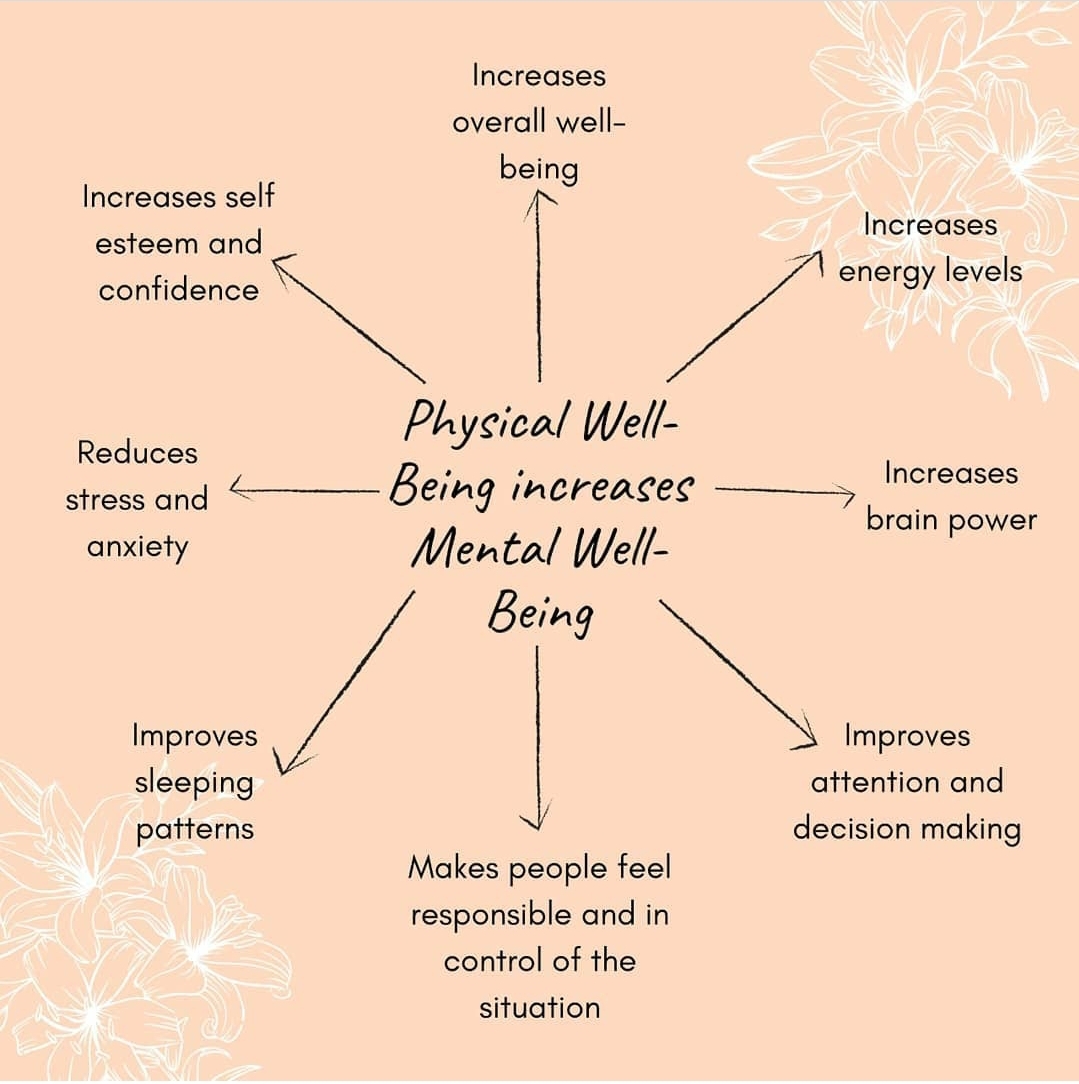 Increases
overall well-
being
Increases self
esteem and
confidence
Increases
energy levels
Physical Well-
Being increases
Mental Well-
Being
Reduces
stress and
anxiety
Increases
brain power
Improves
sleeping
patterns
Improves
attention and
decision making
Makes people feel
responsible and in
control of the
situation